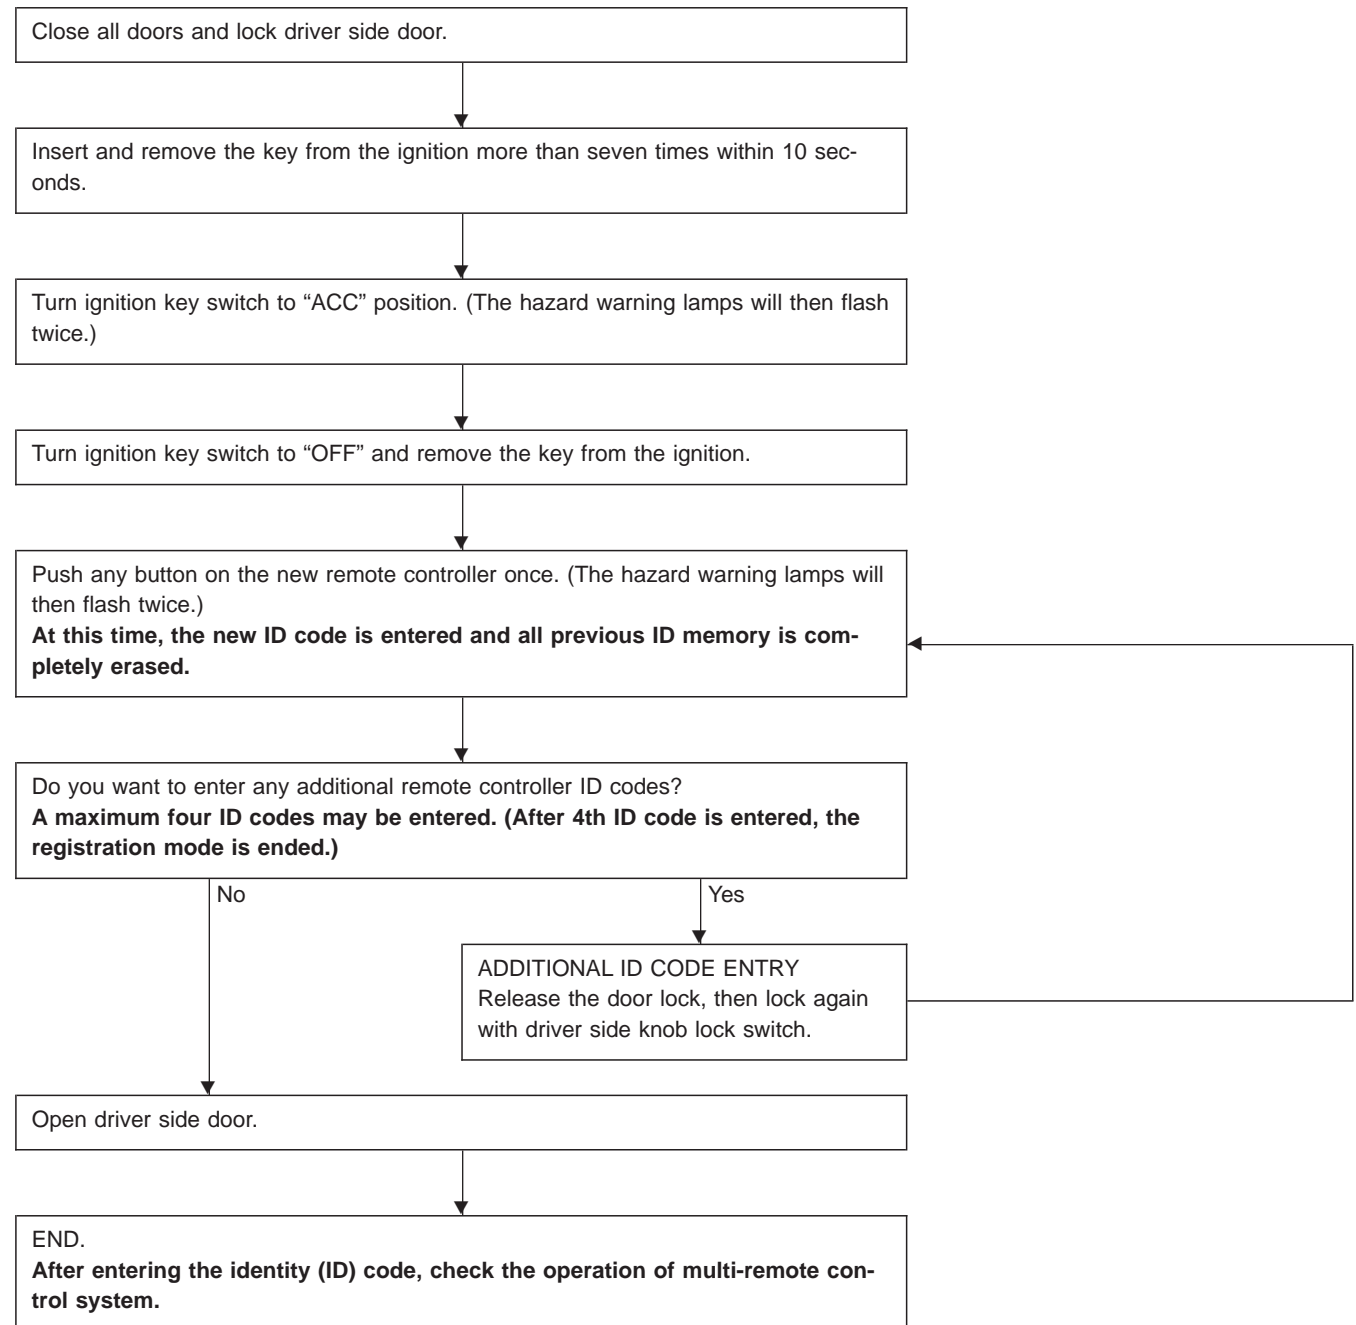 Close all doors and lock driver side door.
Insert and remove the key from the ignition more than seven times within 10 sec-
onds.
Turn ignition key switch to “ACC” position. (The hazard warning lamps will then flash
twice.)
Turn ignition key switch to “OFF” and remove the key from the ignition.
Push any button on the new remote controller once. (The hazard warning lamps will
then flash twice.)
At this time, the new ID code is entered and all previous ID memory is com-
pletely erased.
Do you want to enter any additional remote controller ID codes?
A maximum four ID codes may be entered. (After 4th ID code is entered, the
registration mode is ended.)
No
Yes
ADDITIONAL ID CODE ENTRY
Release the door lock, then lock again
with driver side knob lock switch.
Open driver side door.
END.
After entering the identity (ID) code, check the operation of multi-remote con-
trol system.